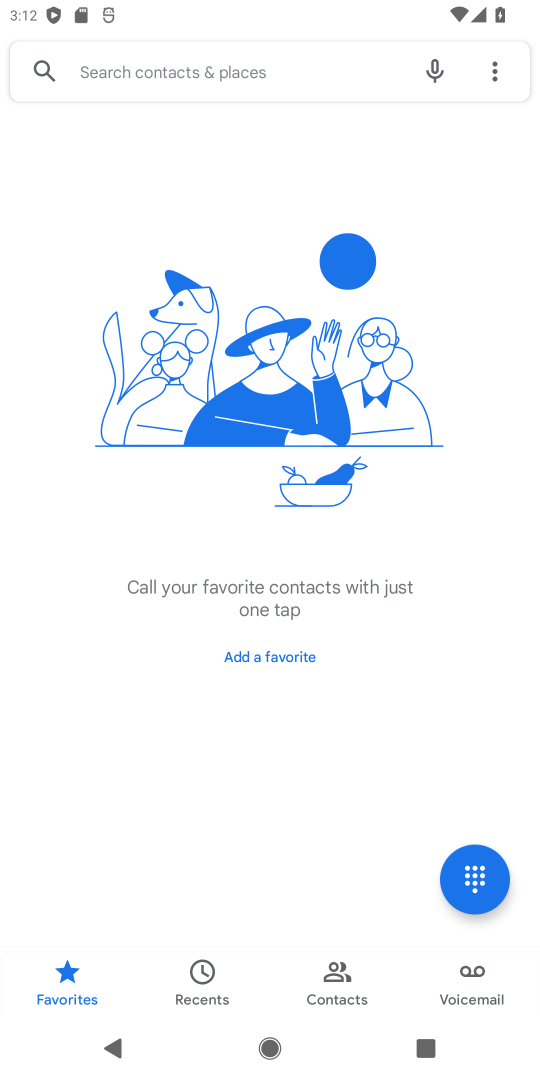 3:12
Search contacts & places
Call your favorite contacts with just
one tap
Add a favorite
Favorites
Recents
Contacts
Voicemail